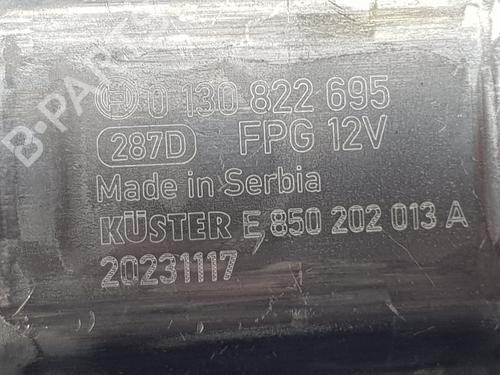 0 130 822 695
287D FPG 12V
Made in Serbia
KÜSTER E 850 202 013 A
20231117
B-PARTS